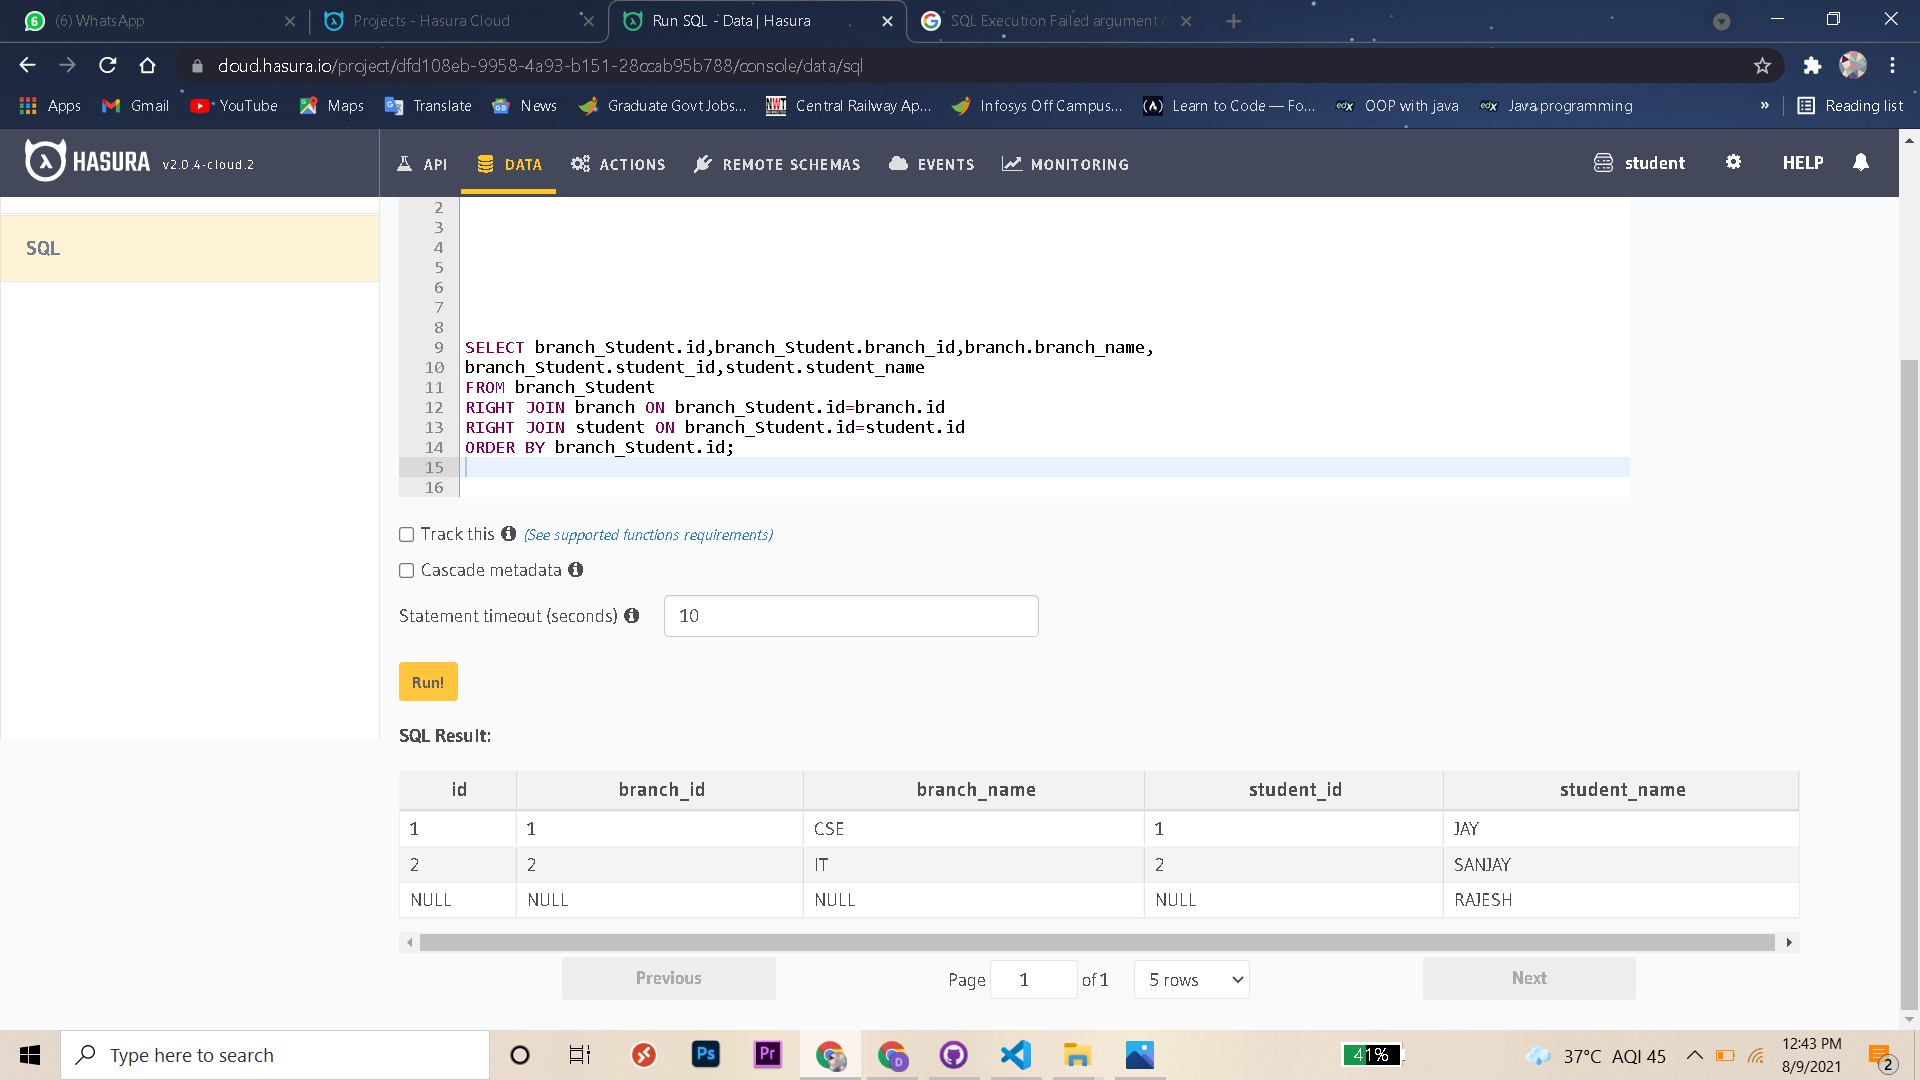 (6) WhatsApp
Projects - Hasura Cloud
Run SQL - Data | Hasura
SQL Execution Failed argument o
cloud.hasura.io/project/dfd108eb-9958-4a93-b151-28ccab95b788/console/data/sql
Apps Gmail YouTube Maps Translate News Graduate Govt Jobs... Central Railway Ap... Infosys Off Campus... Learn to Code — Fo... OOP with java Java programming » Reading list
HASURA v2.0.4-cloud.2 API DATA ACTIONS REMOTE SCHEMAS EVENTS MONITORING student HELP
SQL
2
3
4
5
6
7
8
9 SELECT branch_Student.id,branch_Student.branch_id,branch.branch_name,
10 branch_Student.student_id,student.student_name
11 FROM branch_Student
12 RIGHT JOIN branch ON branch_Student.id=branch.id
13 RIGHT JOIN student ON branch_Student.id=student.id
14 ORDER BY branch_Student.id;
15
16
Track this (See supported functions requirements)
Cascade metadata
Statement timeout (seconds) 10
Run!
SQL Result:
id branch_id branch_name student_id student_name
1 1 CSE 1 JAY
2 2 IT 2 SANJAY
NULL NULL NULL NULL RAJESH
Previous Page 1 of 1 5 rows Next
Type here to search
Ps
Pr
41%
37°C AQI 45
12:43 PM
8/9/2021
2